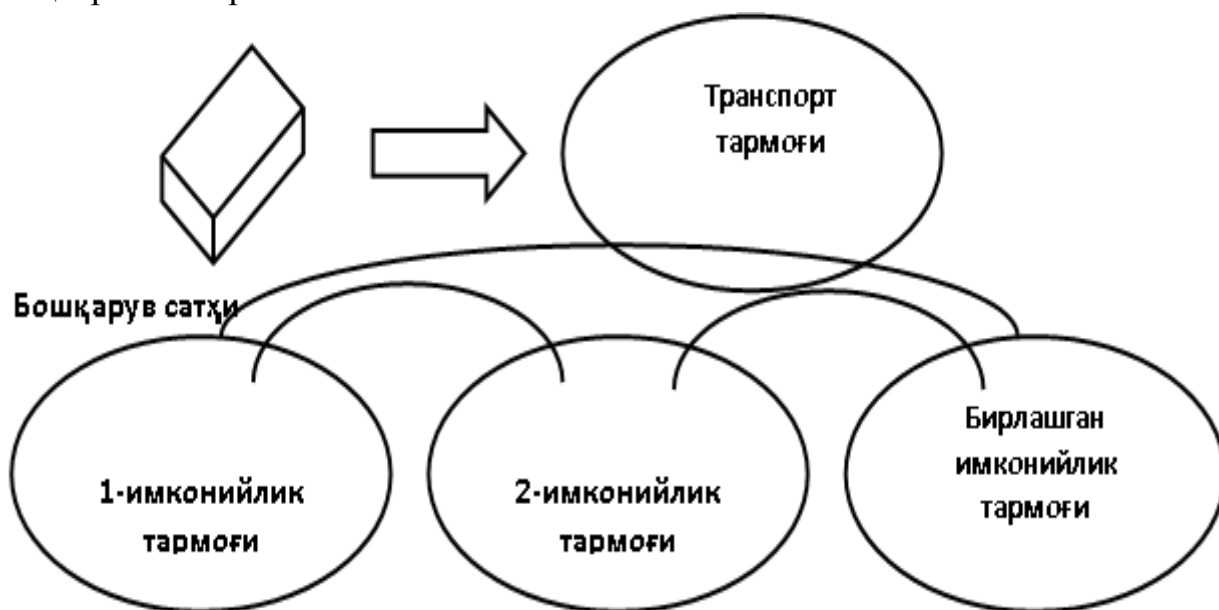 Транспорт
тармоғи
Бошқарув сатҳи
1-имконийлик
тармоғи
2-имконийлик
тармоғи
Бирлашган
имконийлик
тармоғи